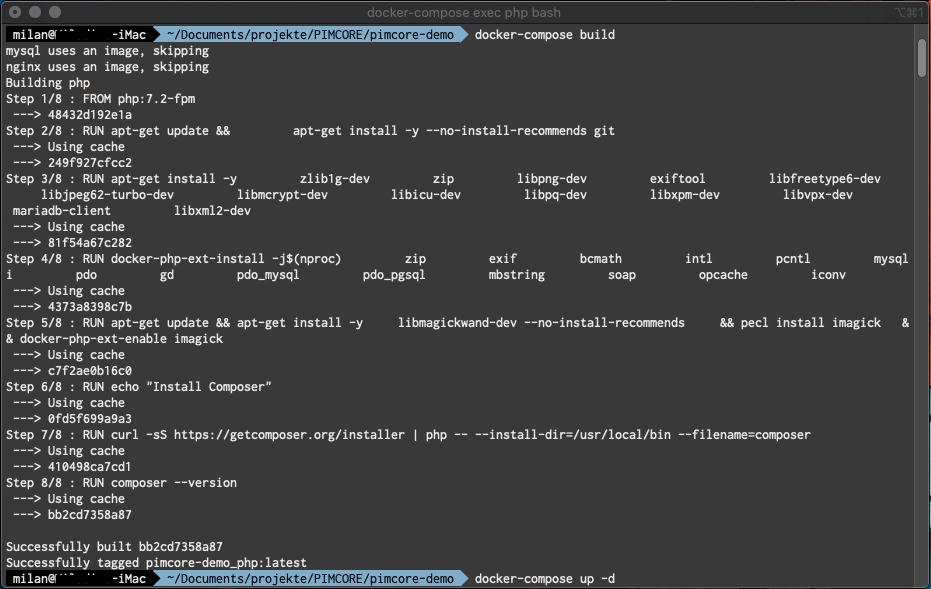 docker-compose exec php bash
⌥⌘1
milan@ -iMac ~/Documents/projekte/PIMCORE/pimcore-demo docker-compose build
mysql uses an image, skipping
nginx uses an image, skipping
Building php
Step 1/8 : FROM php:7.2-fpm
 ---> 48432d192e1a
Step 2/8 : RUN apt-get update &&         apt-get install -y --no-install-recommends git
 ---> Using cache
 ---> 249f927cfcc2
Step 3/8 : RUN apt-get install -y         zlib1g-dev         zip         libpng-dev         exiftool         libfreetype6-dev
     libjpeg62-turbo-dev         libmcrypt-dev         libicu-dev         libpq-dev         libxpm-dev         libvpx-dev
 mariadb-client         libxml2-dev
 ---> Using cache
 ---> 81f54a67c282
Step 4/8 : RUN docker-php-ext-install -j$(nproc)         zip         exif         bcmath         intl         pcntl         mysql
i         pdo         gd         pdo_mysql         pdo_pgsql         mbstring         soap         opcache         iconv
 ---> Using cache
 ---> 4373a8398c7b
Step 5/8 : RUN apt-get update && apt-get install -y     libmagickwand-dev --no-install-recommends     && pecl install imagick   &
& docker-php-ext-enable imagick
 ---> Using cache
 ---> c7f2ae0b16c0
Step 6/8 : RUN echo "Install Composer"
 ---> Using cache
 ---> 0fd5f699a9a3
Step 7/8 : RUN curl -sS https://getcomposer.org/installer | php -- --install-dir=/usr/local/bin --filename=composer
 ---> Using cache
 ---> 410498ca7cd1
Step 8/8 : RUN composer --version
 ---> Using cache
 ---> bb2cd7358a87
Successfully built bb2cd7358a87
Successfully tagged pimcore-demo_php:latest
milan@ -iMac ~/Documents/projekte/PIMCORE/pimcore-demo docker-compose up -d